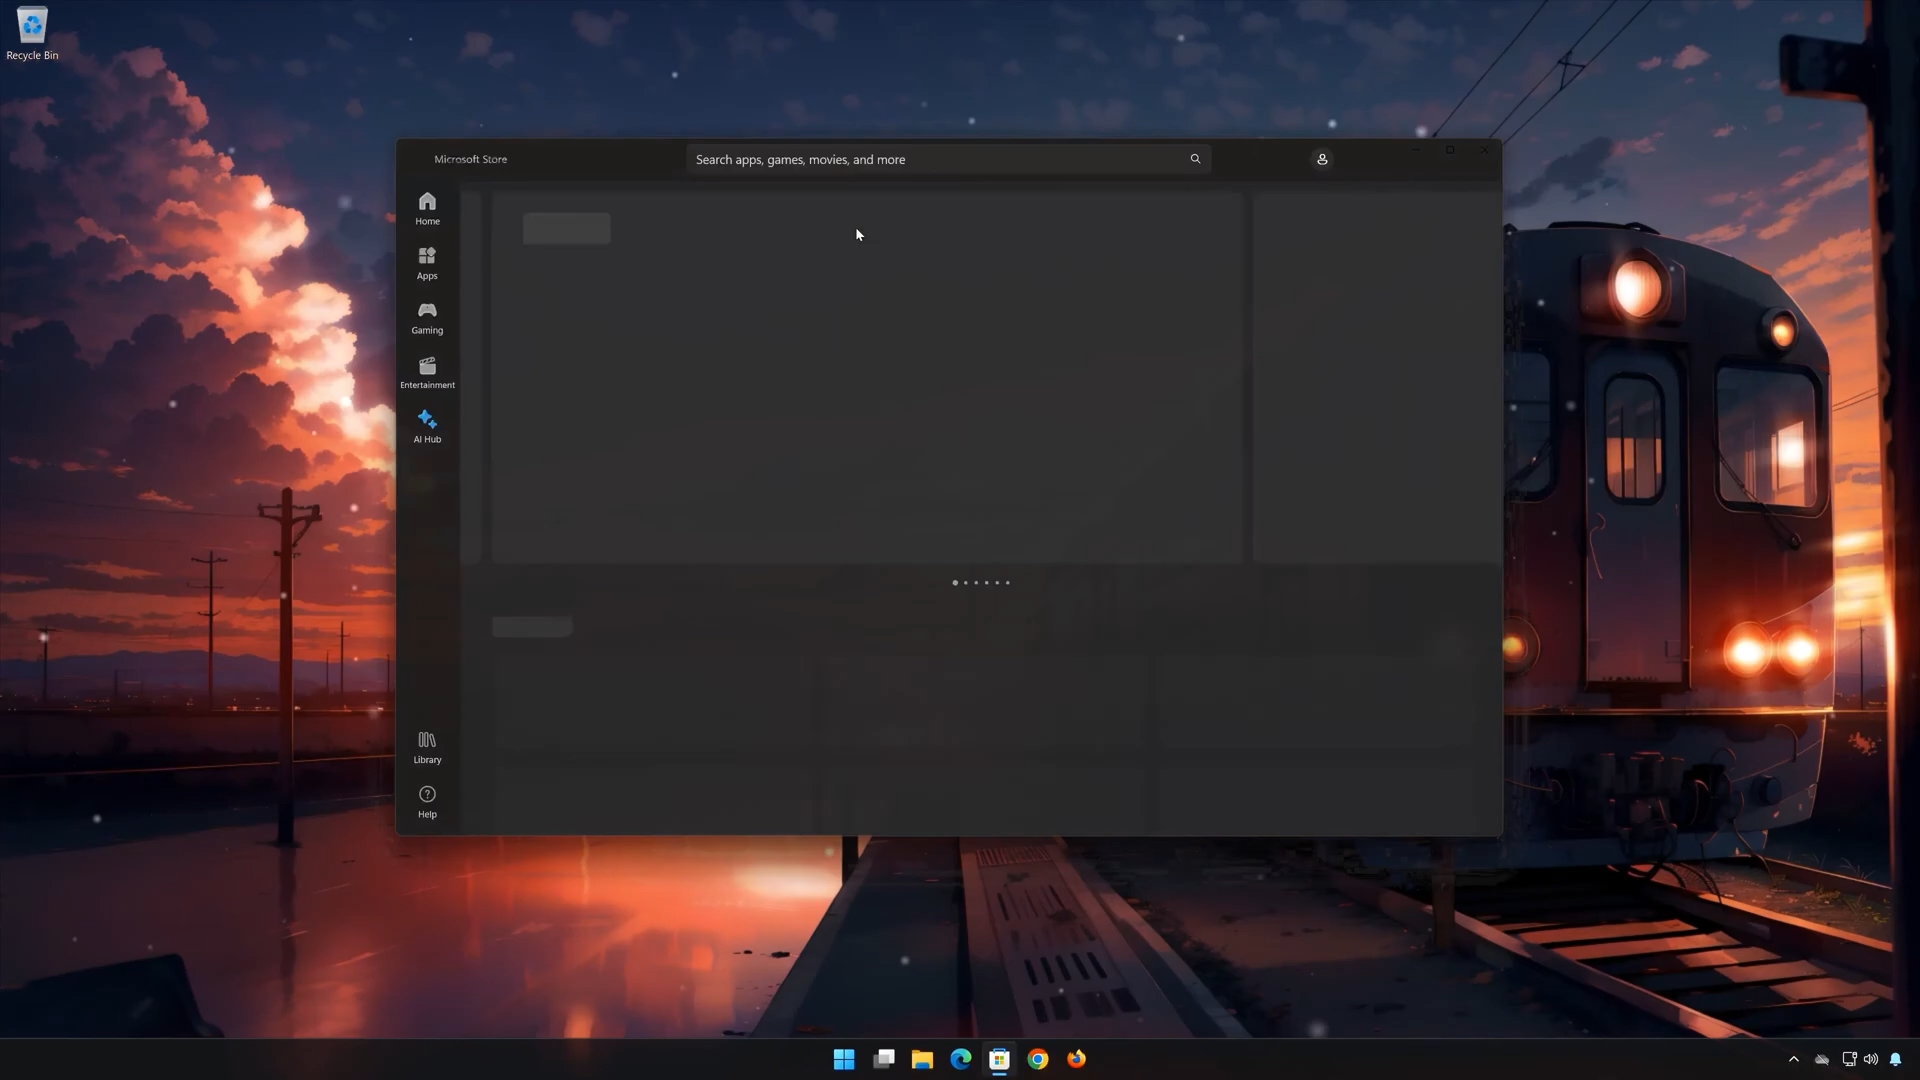 Recycle Bin
Microsoft Store
Search apps, games, movies, and more
Home
Apps
Gaming
Entertainment
AI Hub
Library
Help